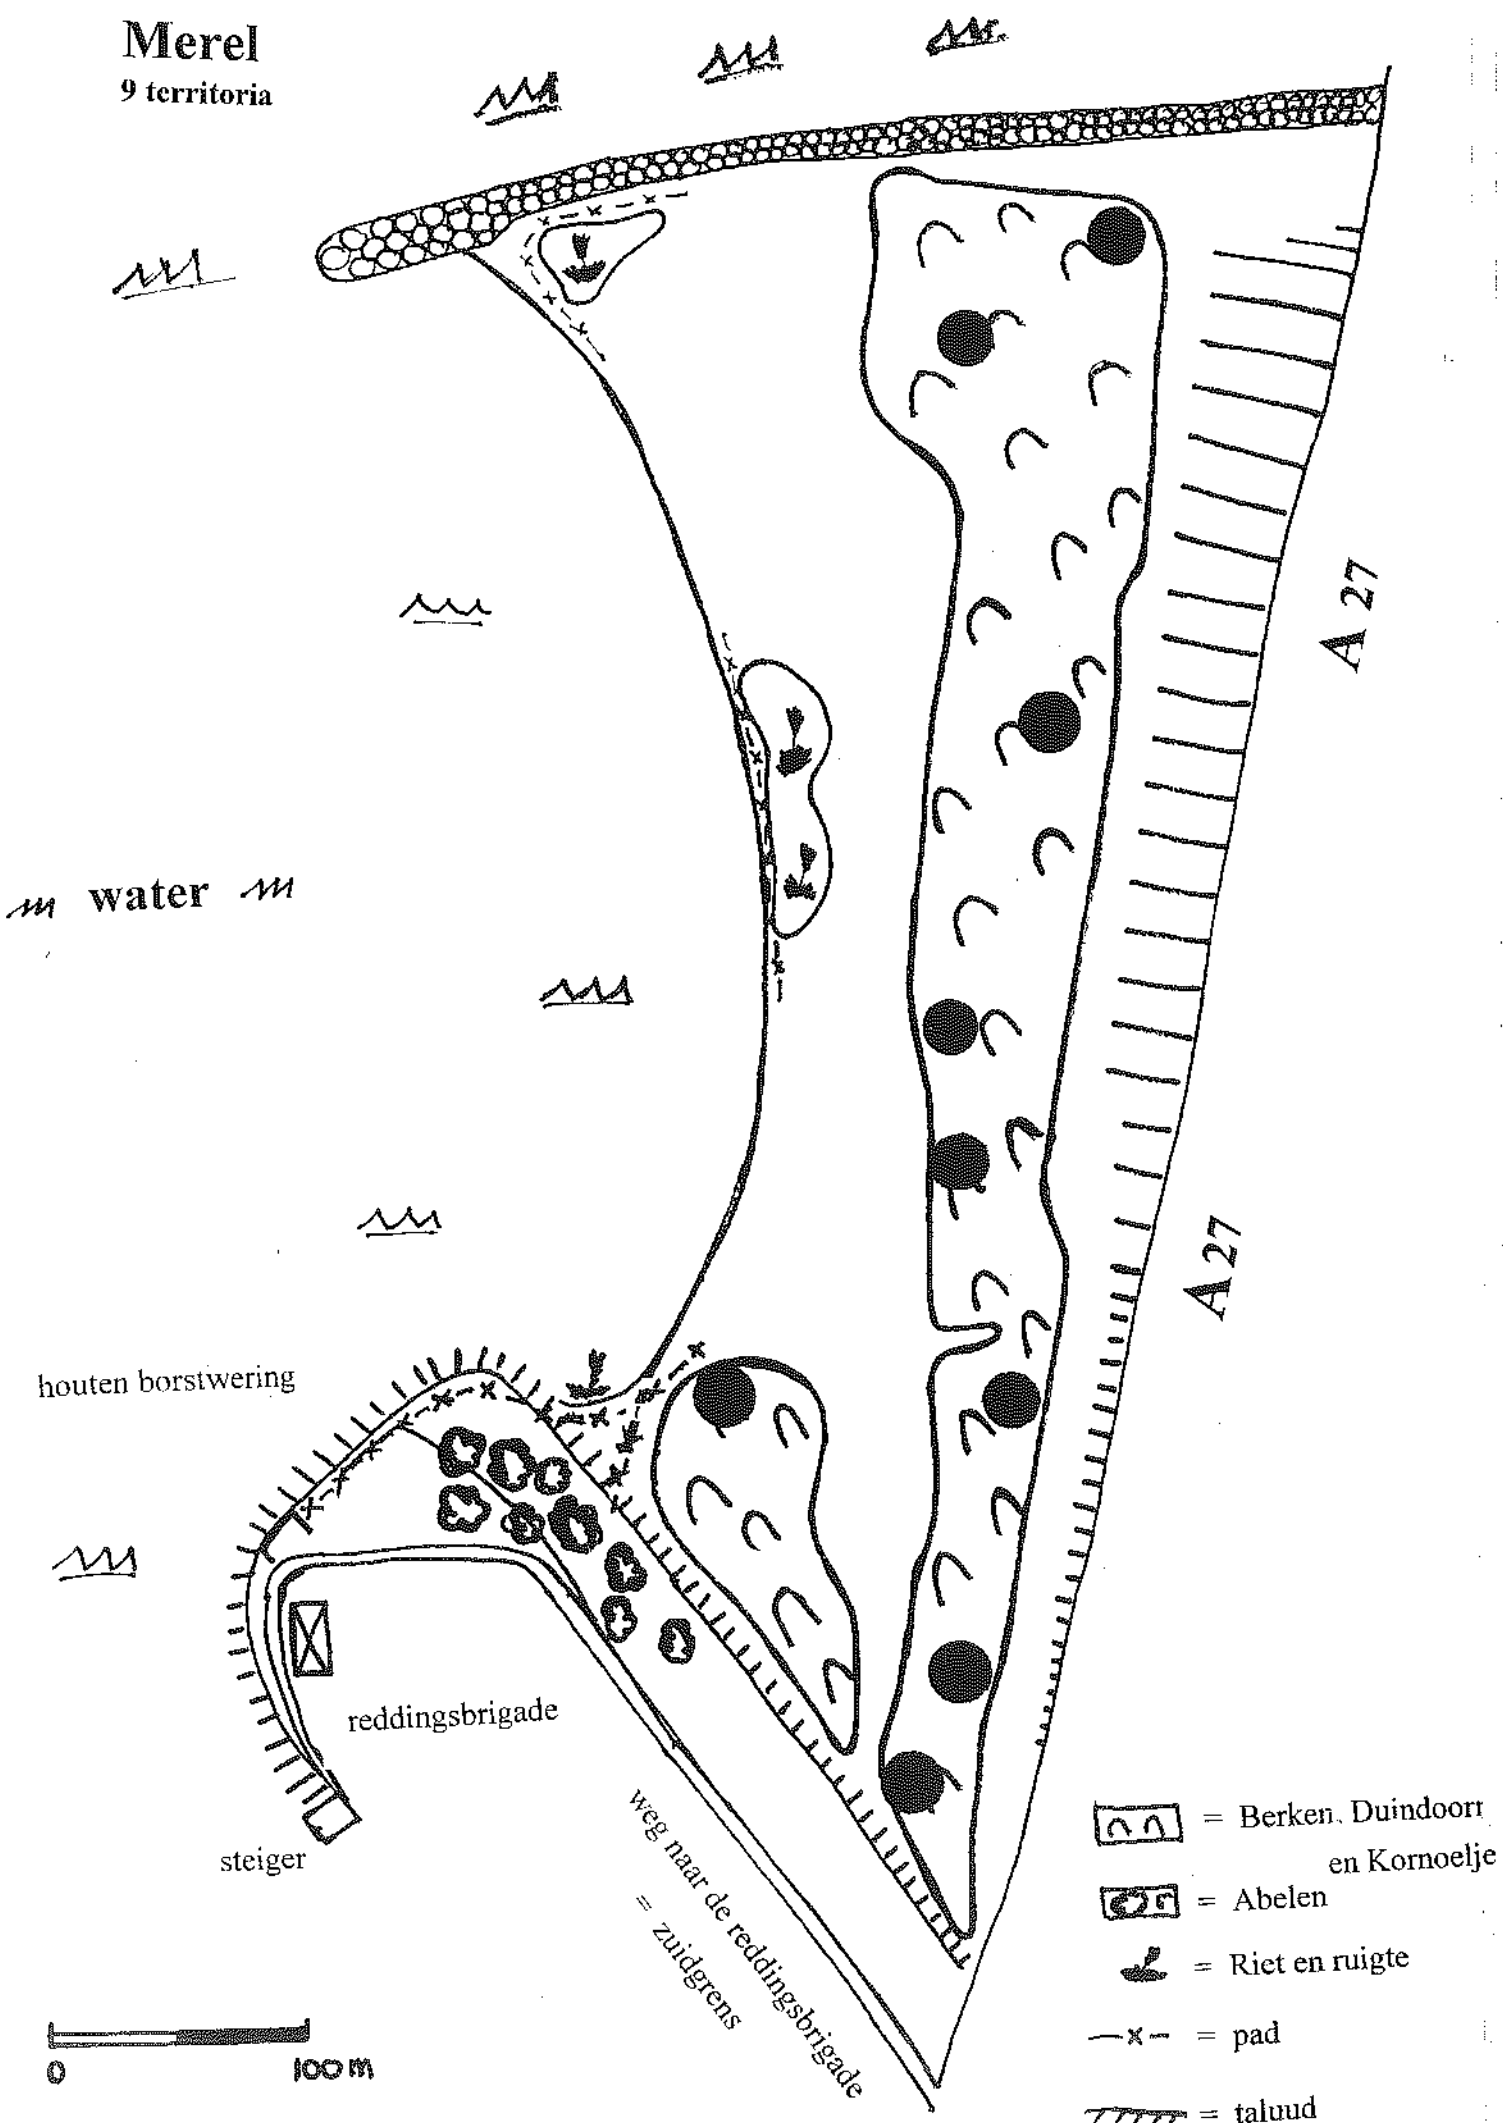 Merel
9 territoria
A 27
water
A 27
houten borstwering
reddingsbrigade
steiger
weg naar de reddingsbrigade
= zuidgrens
= Berken, Duindoorn
en Kornoelje
= Abelen
= Riet en ruigte
= pad
= taluud
0 100 m